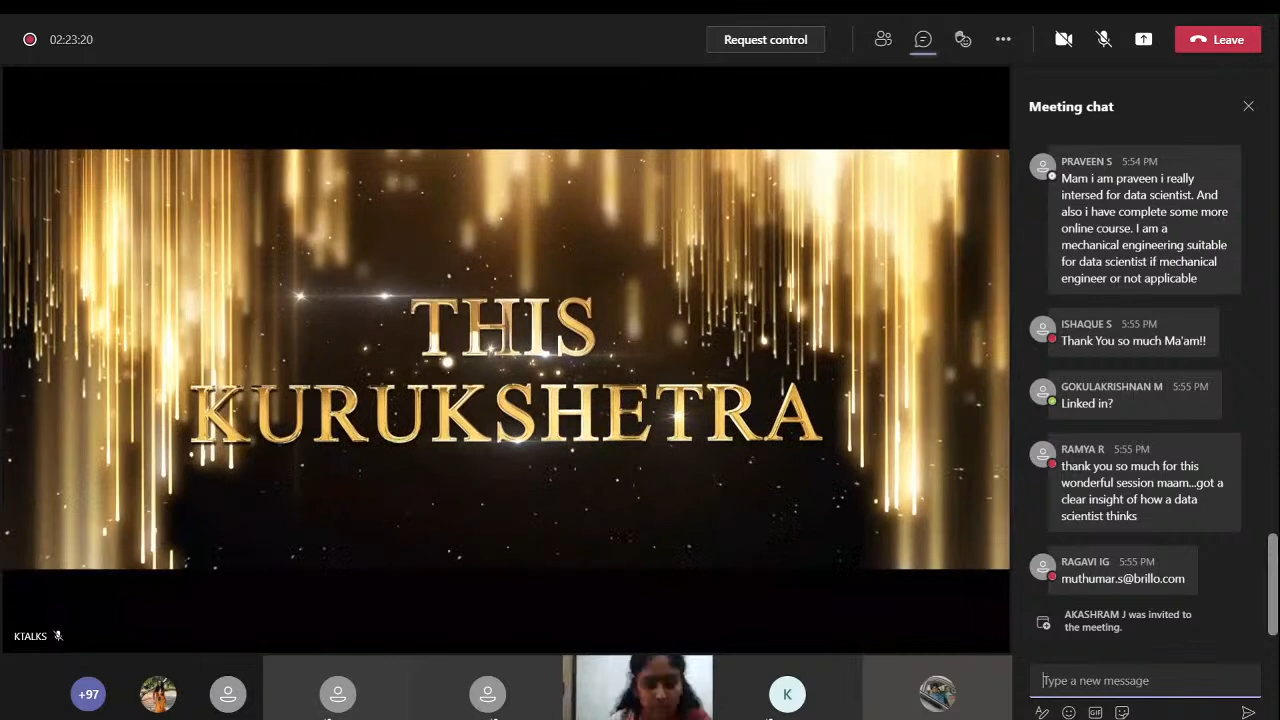 02:23:20
Request control
Leave
THIS
KURUKSHETRA
KTALKS
+97
K
Meeting chat
PRAVEEN S 5:54 PM
Mam i am praveen i really
intersed for data scientist. And
also i have complete some more
online course. I am a
mechanical engineering suitable
for data scientist if mechanical
engineer or not applicable
ISHAQUE S 5:55 PM
Thank You so much Ma'am!!
GOKULAKRISHNAN M 5:55 PM
Linked in?
RAMYA R 5:55 PM
thank you so much for this
wonderful session maam...got a
clear insight of how a data
scientist thinks
RAGAVI IG 5:55 PM
muthumar.s@brillo.com
AKASHRAM J was invited to
the meeting.
Type a new message
GIF